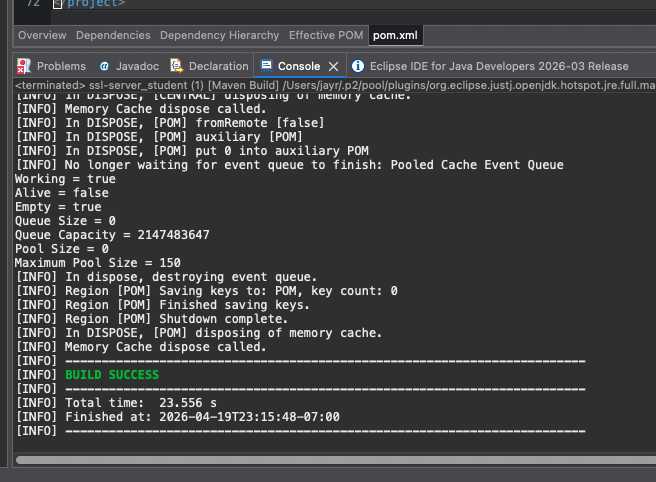 72 </project>
Overview Dependencies Dependency Hierarchy Effective POM pom.xml
Problems @ Javadoc Declaration Console Eclipse IDE for Java Developers 2026-03 Release
<terminated> ssl-server_student (1) [Maven Build] /Users/jayr/.p2/pool/plugins/org.eclipse.justj.openjdk.hotspot.jre.full.ma
[INFO] In DISPOSE, [CENTRAL] disposing of memory cache.
[INFO] Memory Cache dispose called.
[INFO] In DISPOSE, [POM] fromRemote [false]
[INFO] In DISPOSE, [POM] auxiliary [POM]
[INFO] In DISPOSE, [POM] put 0 into auxiliary POM
[INFO] No longer waiting for event queue to finish: Pooled Cache Event Queue
Working = true
Alive = false
Empty = true
Queue Size = 0
Queue Capacity = 2147483647
Pool Size = 0
Maximum Pool Size = 150
[INFO] In dispose, destroying event queue.
[INFO] Region [POM] Saving keys to: POM, key count: 0
[INFO] Region [POM] Finished saving keys.
[INFO] Region [POM] Shutdown complete.
[INFO] In DISPOSE, [POM] disposing of memory cache.
[INFO] Memory Cache dispose called.
[INFO] ------------------------------------------------------------------------
[INFO] BUILD SUCCESS
[INFO] ------------------------------------------------------------------------
[INFO] Total time:  23.556 s
[INFO] Finished at: 2026-04-19T23:15:48-07:00
[INFO] ------------------------------------------------------------------------